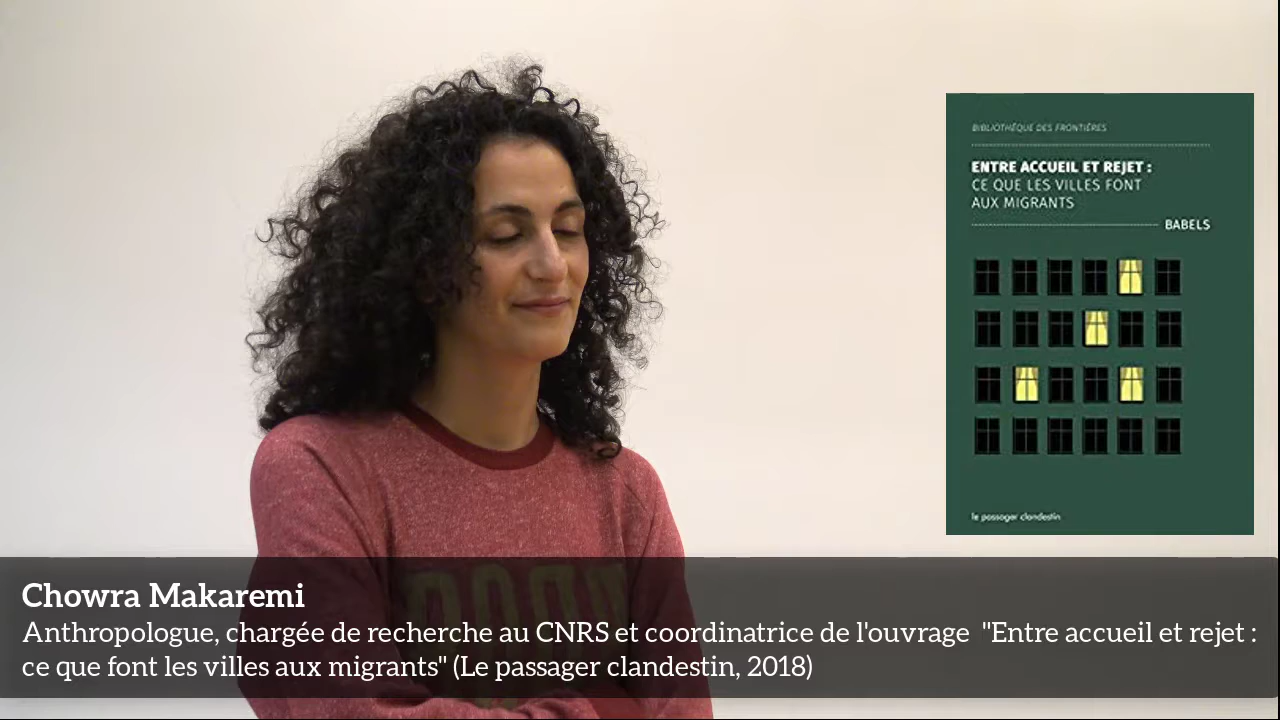 BIBLIOTHÈQUE DES FRONTIÈRES
ENTRE ACCUEIL ET REJET :
CE QUE LES VILLES FONT
AUX MIGRANTS
BABELS
le passager clandestin
Chowra Makaremi
Anthropologue, chargée de recherche au CNRS et coordinatrice de l'ouvrage "Entre accueil et rejet :
ce que font les villes aux migrants" (Le passager clandestin, 2018)